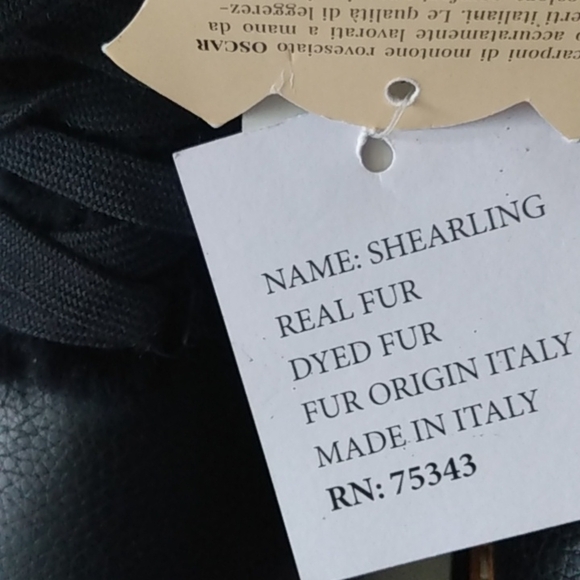 carponi di montone rovesciato OSCAR
o accuratamente lavorati a mano da
erti italiani. Le qualità di leggerez-
NAME: SHEARLING
REAL FUR
DYED FUR
FUR ORIGIN ITALY
MADE IN ITALY
RN: 75343